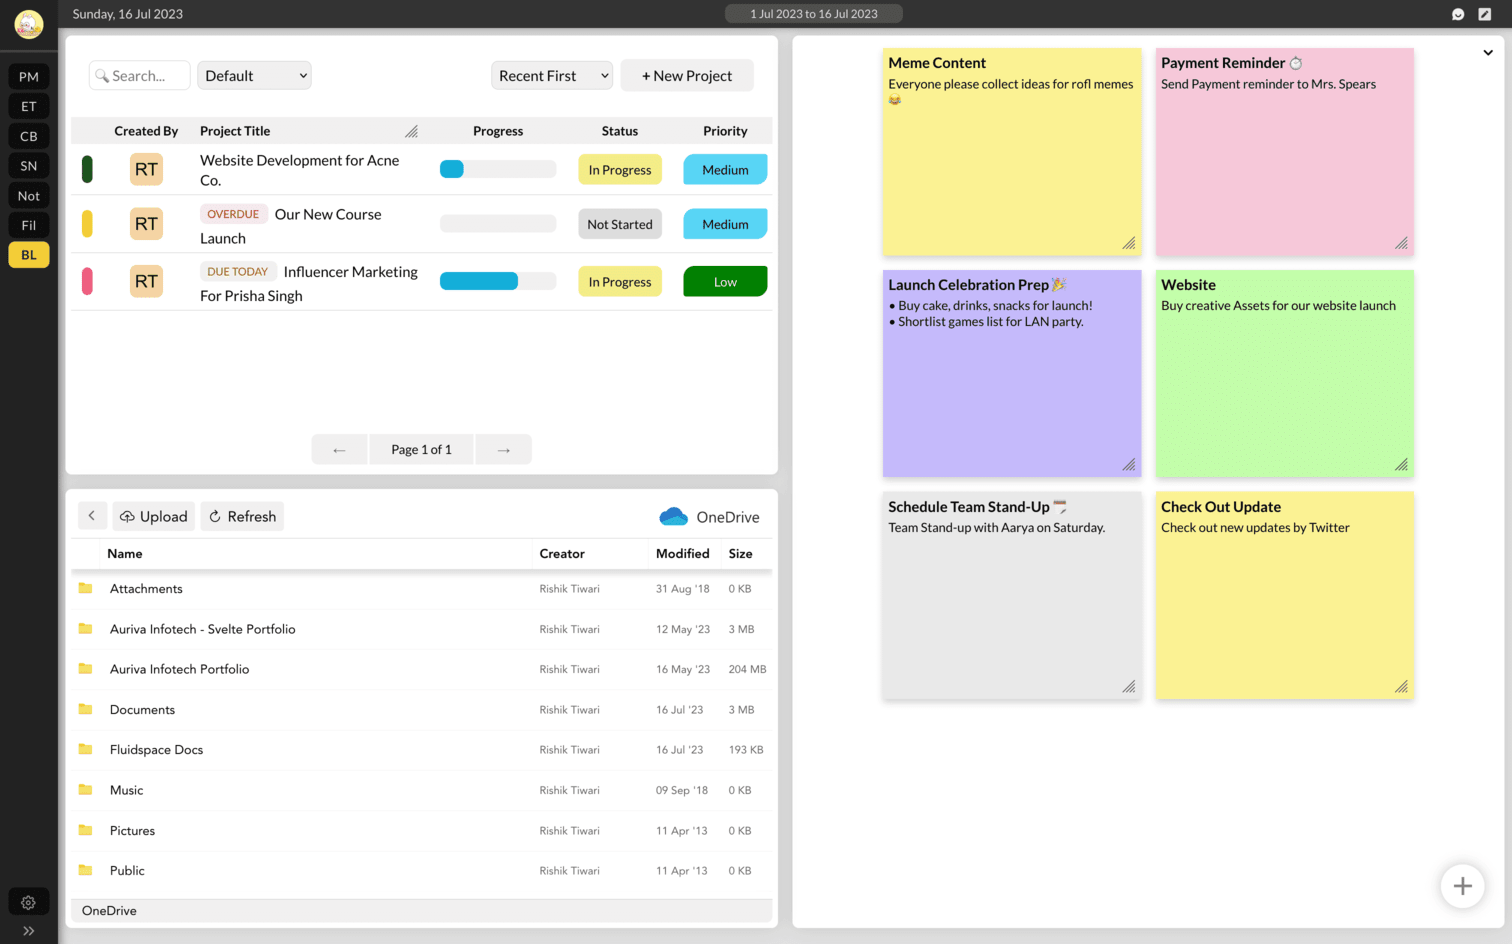 Sunday, 16 Jul 2023
1 Jul 2023 to 16 Jul 2023
PM
ET
CB
SN
Not
Fil
BL
Search...
Default
Recent First
+ New Project
Created By Project Title Progress Status Priority
RT Website Development for Acne Co. In Progress Medium
RT OVERDUE Our New Course Launch Not Started Medium
RT DUE TODAY Influencer Marketing For Prisha Singh In Progress Low
← Page 1 of 1 →
Upload
Refresh
OneDrive
Name Creator Modified Size
Attachments Rishik Tiwari 31 Aug '18 0 KB
Auriva Infotech - Svelte Portfolio Rishik Tiwari 12 May '23 3 MB
Auriva Infotech Portfolio Rishik Tiwari 16 May '23 204 MB
Documents Rishik Tiwari 16 Jul '23 3 MB
Fluidspace Docs Rishik Tiwari 16 Jul '23 193 KB
Music Rishik Tiwari 09 Sep '18 0 KB
Pictures Rishik Tiwari 11 Apr '13 0 KB
Public Rishik Tiwari 11 Apr '13 0 KB
OneDrive
Meme Content
Everyone please collect ideas for rofl memes
😂
Payment Reminder ⏱️
Send Payment reminder to Mrs. Spears
Launch Celebration Prep 🎉
• Buy cake, drinks, snacks for launch!
• Shortlist games list for LAN party.
Website
Buy creative Assets for our website launch
Schedule Team Stand-Up 🗓️
Team Stand-up with Aarya on Saturday.
Check Out Update
Check out new updates by Twitter